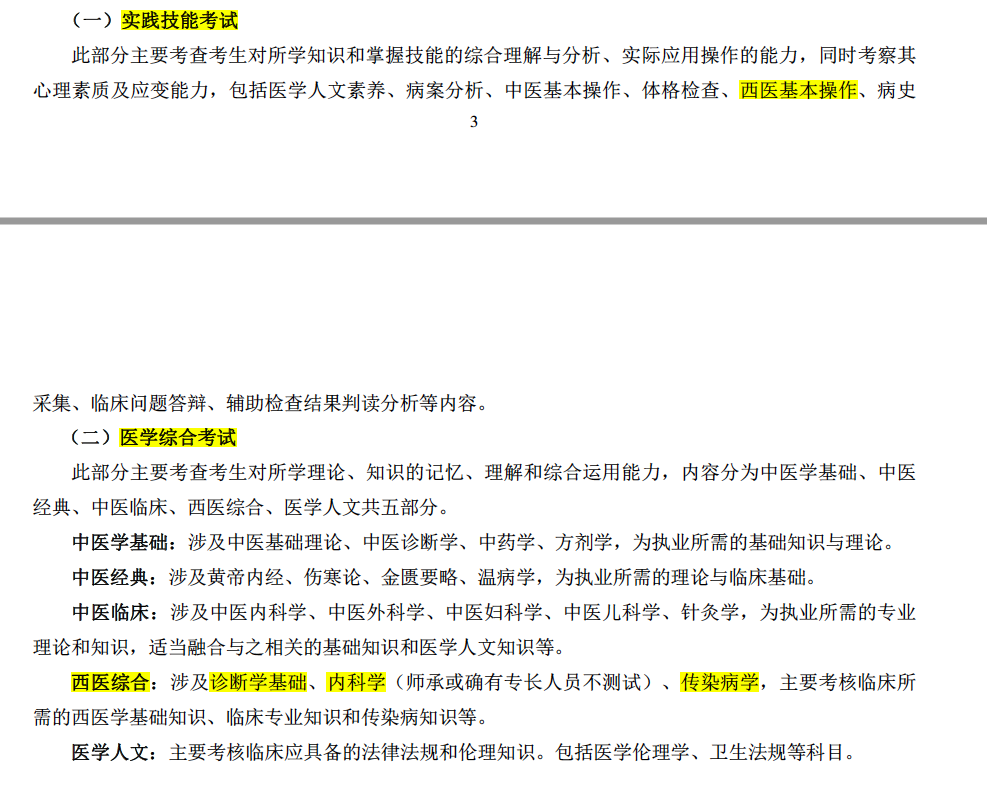 （一）实践技能考试
此部分主要考查考生对所学知识和掌握技能的综合理解与分析、实际应用操作的能力，同时考察其
心理素质及应变能力，包括医学人文素养、病案分析、中医基本操作、体格检查、西医基本操作、病史
3
采集、临床问题答辩、辅助检查结果判读分析等内容。
（二）医学综合考试
此部分主要考查考生对所学理论、知识的记忆、理解和综合运用能力，内容分为中医学基础、中医
经典、中医临床、西医综合、医学人文共五部分。
中医学基础：涉及中医基础理论、中医诊断学、中药学、方剂学，为执业所需的基础知识与理论。
中医经典：涉及黄帝内经、伤寒论、金匮要略、温病学，为执业所需的理论与临床基础。
中医临床：涉及中医内科学、中医外科学、中医妇科学、中医儿科学、针灸学，为执业所需的专业
理论和知识，适当融合与之相关的基础知识和医学人文知识等。
西医综合：涉及诊断学基础、内科学（师承或确有专长人员不测试）、传染病学，主要考核临床所
需的西医学基础知识、临床专业知识和传染病知识等。
医学人文：主要考核临床应具备的法律法规和伦理知识。包括医学伦理学、卫生法规等科目。